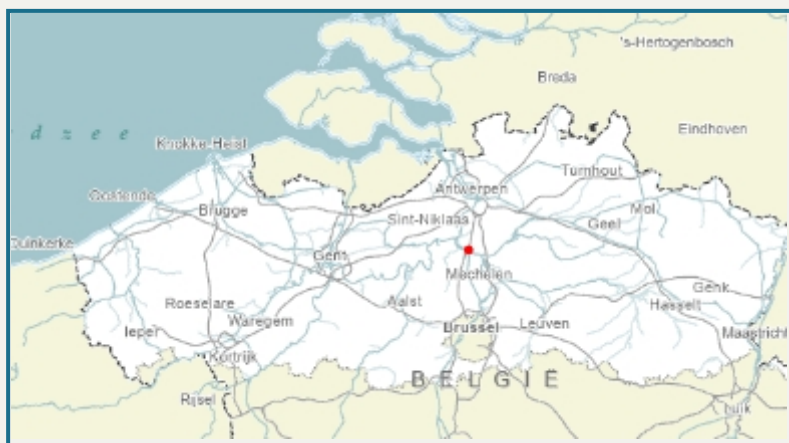 's-Hertogenbosch
Breda
Eindhoven
d z e e
Knokke-Heist
Turnhout
Antwerpen
Oostende
Brugge
Sint-Niklaas
Mol
Geel
Duinkerke
Gent
Mechelen
Genk
Roeselare
Aalst
Hasselt
Waregem
Brussel
Leuven
Ieper
Maastricht
Kortrijk
BELGIË
Rijsel
Luik